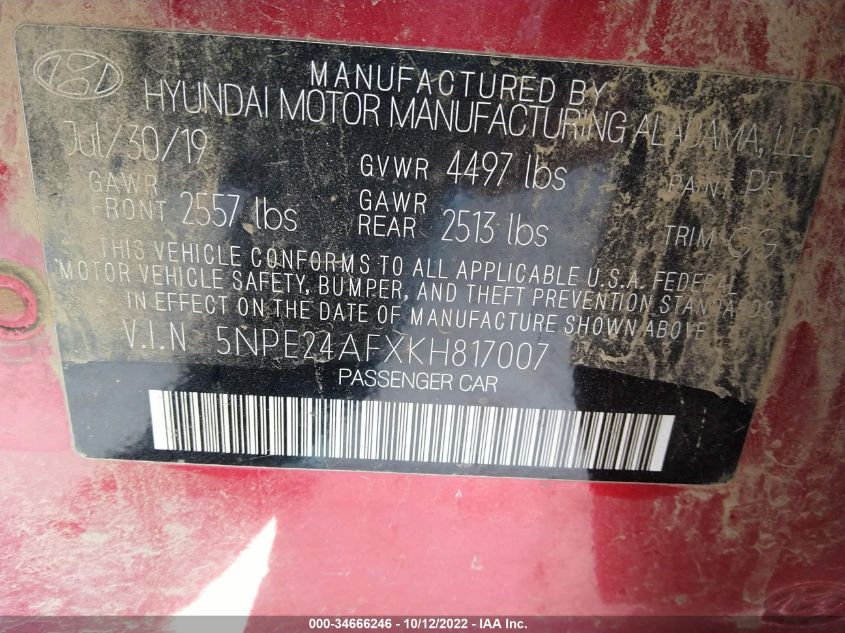 MANUFACTURED BY
HYUNDAI MOTOR MANUFACTURING ALABAMA, LLC
Jul/30/19 GVWR 4497 lbs PAINT
GAWR FRONT 2557 lbs GAWR REAR 2513 lbs TRIM
THIS VEHICLE CONFORMS TO ALL APPLICABLE U.S.A. FEDERAL
MOTOR VEHICLE SAFETY, BUMPER, AND THEFT PREVENTION STANDARDS
IN EFFECT ON THE DATE OF MANUFACTURE SHOWN ABOVE
V.I.N 5NPE24AFXKH817007
PASSENGER CAR
000-34666246 - 10/12/2022 - IAA Inc.